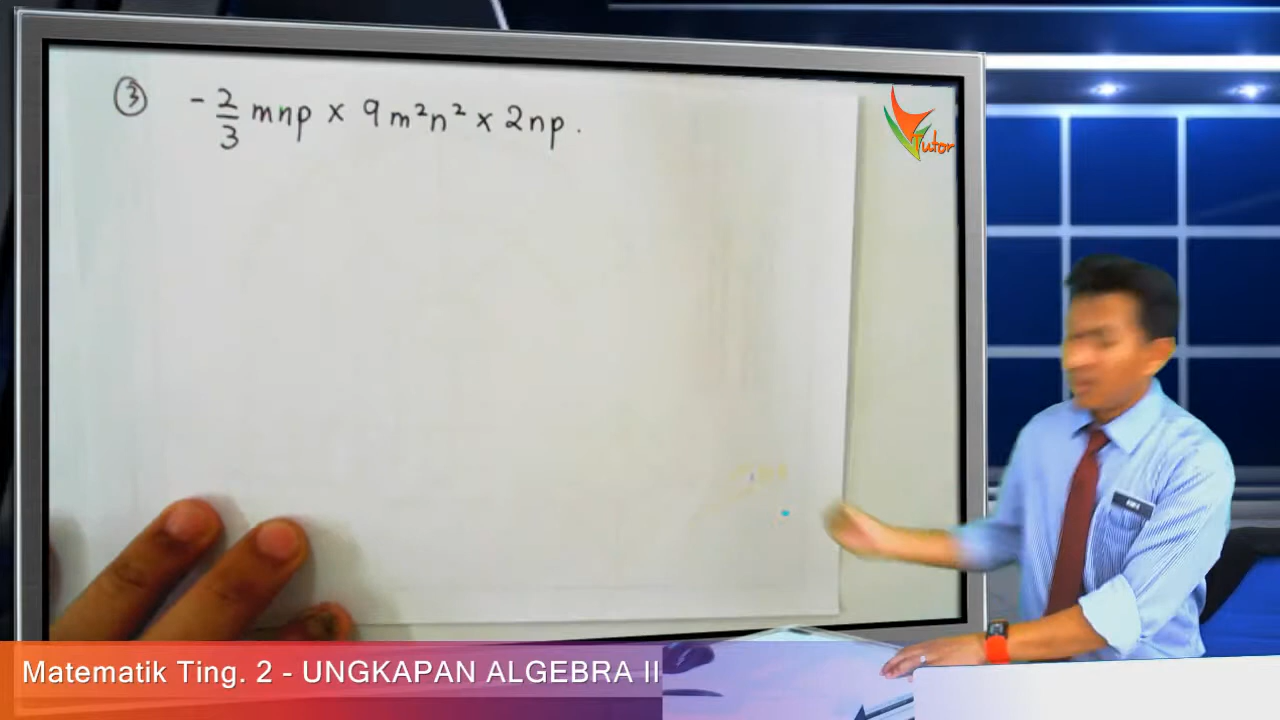 ③ -2/3 mnp × 9m²n² × 2np.
Tutor
Matematik Ting. 2 - UNGKAPAN ALGEBRA II